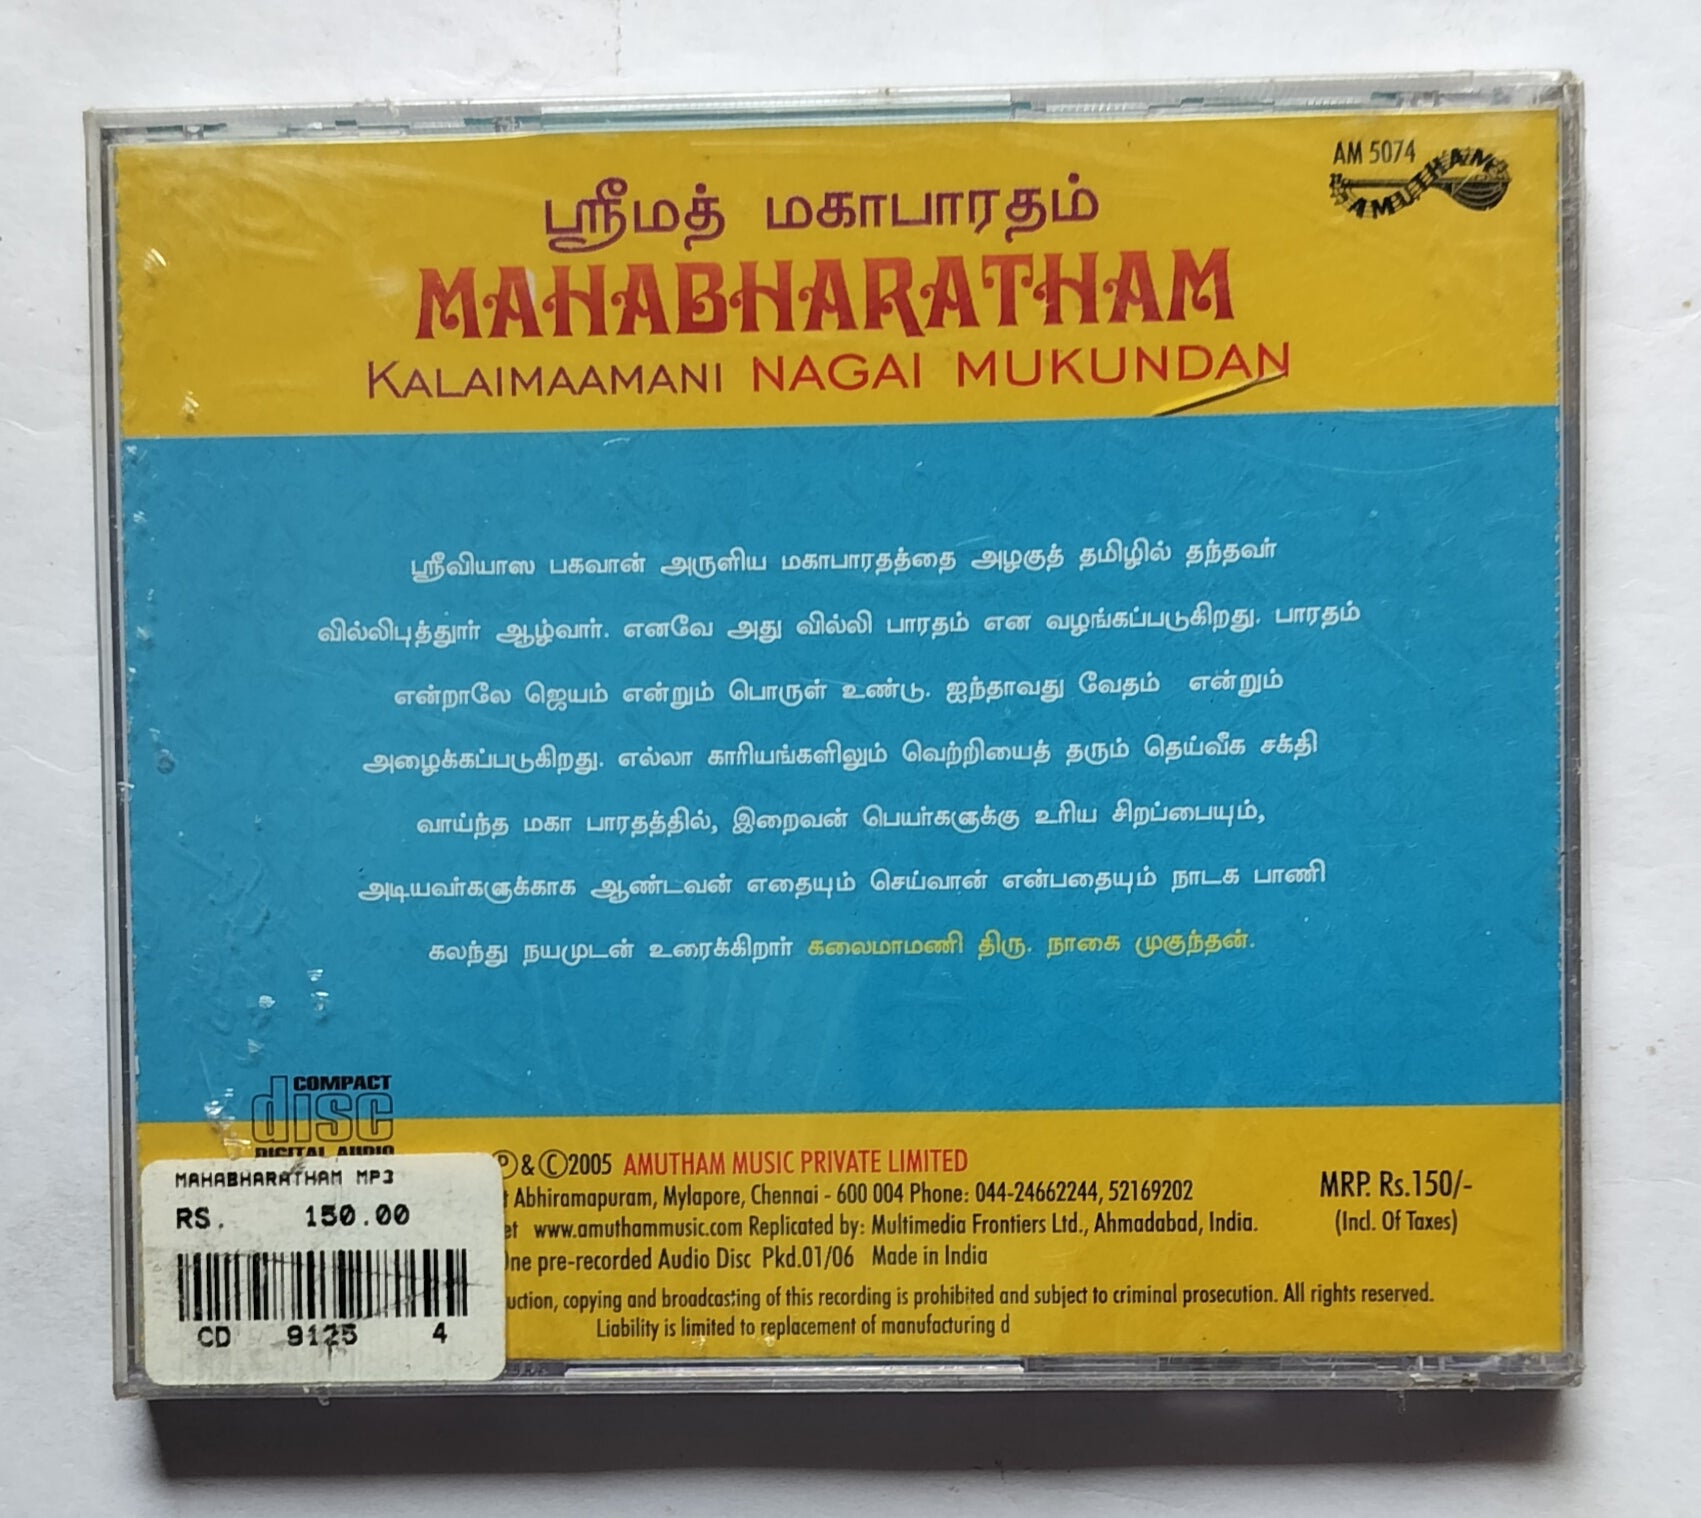 AM 5074
AMUTHAM
ஸ்ரீமத் மகாபாரதம்
MAHABHARATHAM
KALAIMAAMANI NAGAI MUKUNDAN
ஸ்ரீவியாஸ பகவான் அருளிய மகாபாரதத்தை அழகுத் தமிழில் தந்தவர்
வில்லிபுத்தூர் ஆழ்வார். எனவே அது வில்லி பாரதம் என வழங்கப்படுகிறது. பாரதம்
என்றாலே ஜெயம் என்றும் பொருள் உண்டு. ஐந்தாவது வேதம் என்றும்
அழைக்கப்படுகிறது. எல்லா காரியங்களிலும் வெற்றியைத் தரும் தெய்வீக சக்தி
வாய்ந்த மகா பாரதத்தில், இறைவன் பெயர்களுக்கு உரிய சிறப்பையும்,
அடியவர்களுக்காக ஆண்டவன் எதையும் செய்வான் என்பதையும் நாடக பாணி
கலந்து நயமுடன் உரைக்கிறார் கலைமாமணி திரு. நாகை முகுந்தன்.
COMPACT
disc
DIGITAL AUDIO
MAHABHARATHAM MP3
RS. 150.00
CD 9125 4
Ⓟ&Ⓒ2005 AMUTHAM MUSIC PRIVATE LIMITED
Abhiramapuram, Mylapore, Chennai - 600 004 Phone: 044-24662244, 52169202
www.amuthammusic.com Replicated by: Multimedia Frontiers Ltd., Ahmadabad, India.
pre-recorded Audio Disc Pkd.01/06 Made in India
copying and broadcasting of this recording is prohibited and subject to criminal prosecution. All rights reserved.
Liability is limited to replacement of manufacturing d
MRP. Rs.150/-
(Incl. Of Taxes)